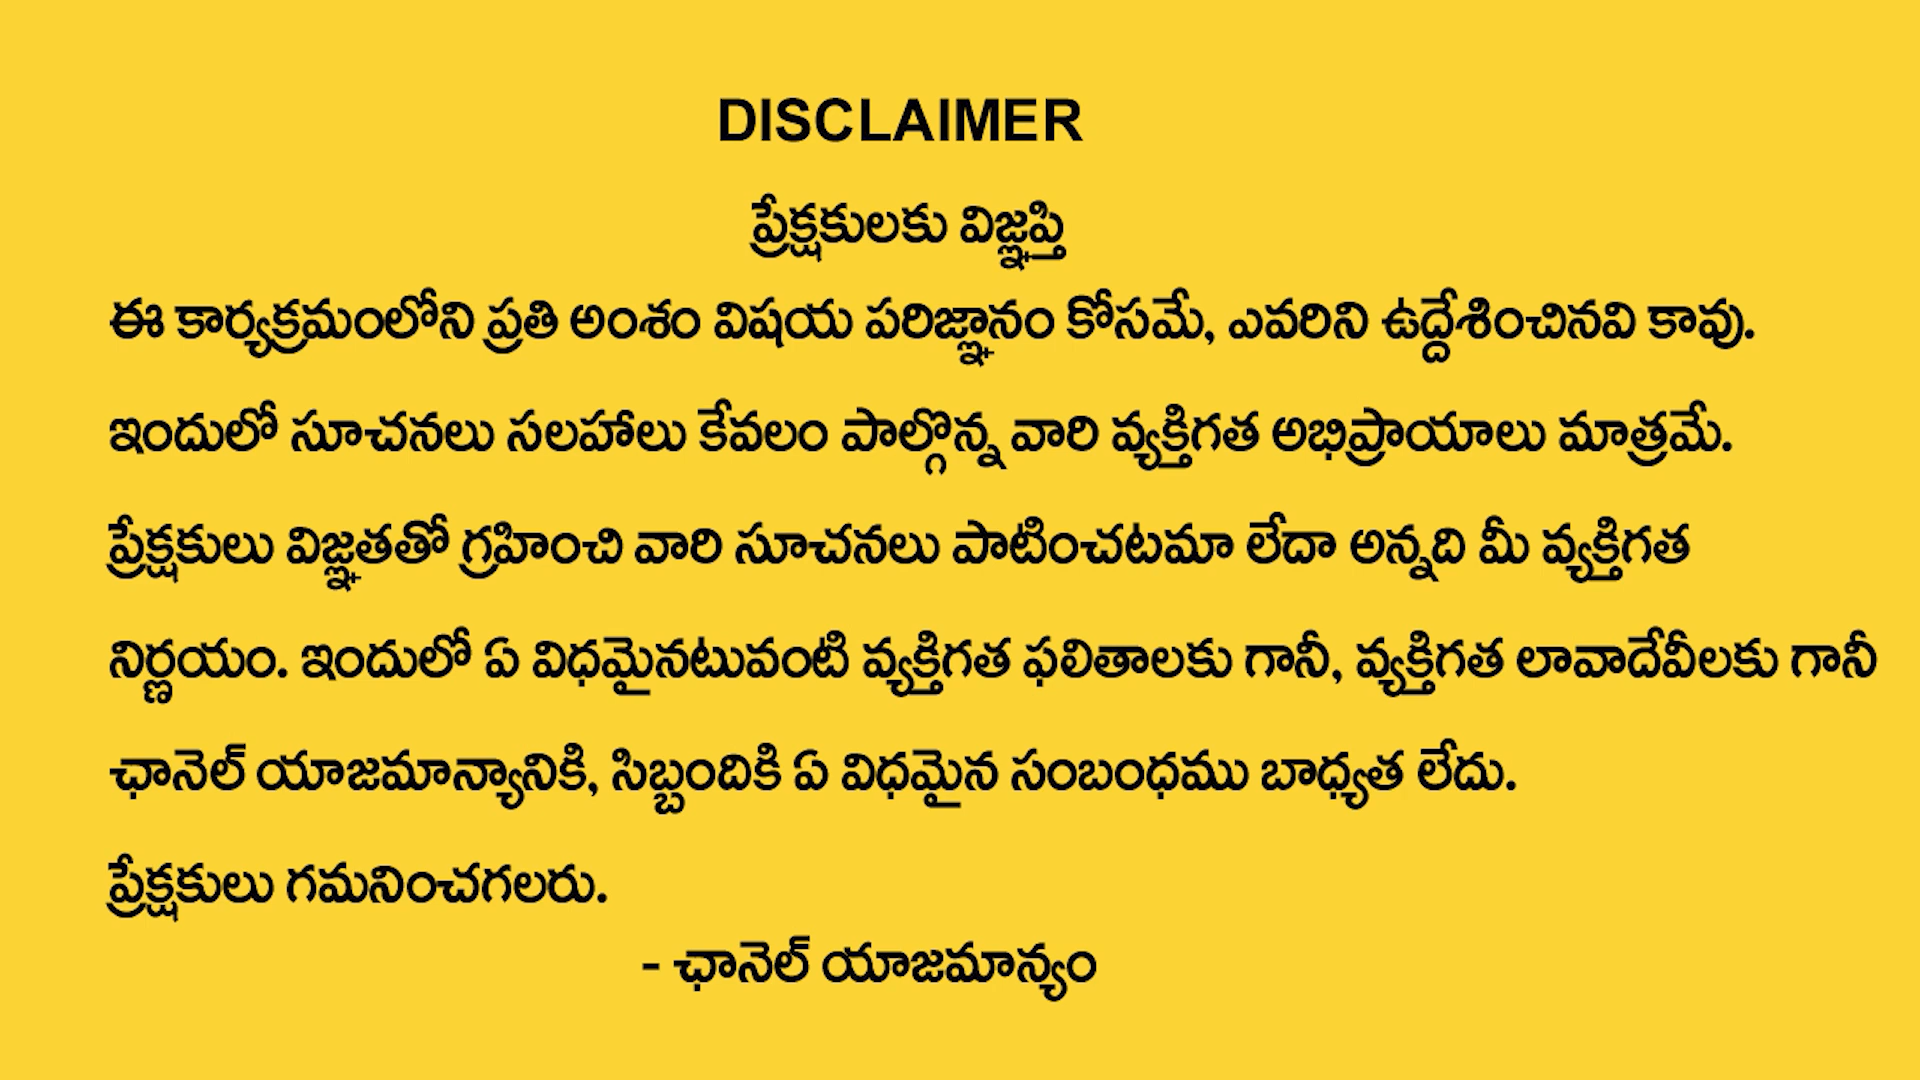 DISCLAIMER
ప్రేక్షకులకు విజ్ఞప్తి
ఈ కార్యక్రమంలోని ప్రతి అంశం విషయ పరిజ్ఞానం కోసమే, ఎవరిని ఉద్దేశించినవి కావు.
ఇందులో సూచనలు సలహాలు కేవలం పాల్గొన్న వారి వ్యక్తిగత అభిప్రాయాలు మాత్రమే.
ప్రేక్షకులు విజ్ఞతతో గ్రహించి వారి సూచనలు పాటించటమా లేదా అన్నది మీ వ్యక్తిగత
నిర్ణయం. ఇందులో ఏ విధమైనటువంటి వ్యక్తిగత ఫలితాలకు గానీ, వ్యక్తిగత లావాదేవీలకు గానీ
ఛానెల్ యాజమాన్యానికి, సిబ్బందికి ఏ విధమైన సంబంధము బాధ్యత లేదు.
ప్రేక్షకులు గమనించగలరు.
- ఛానెల్ యాజమాన్యం